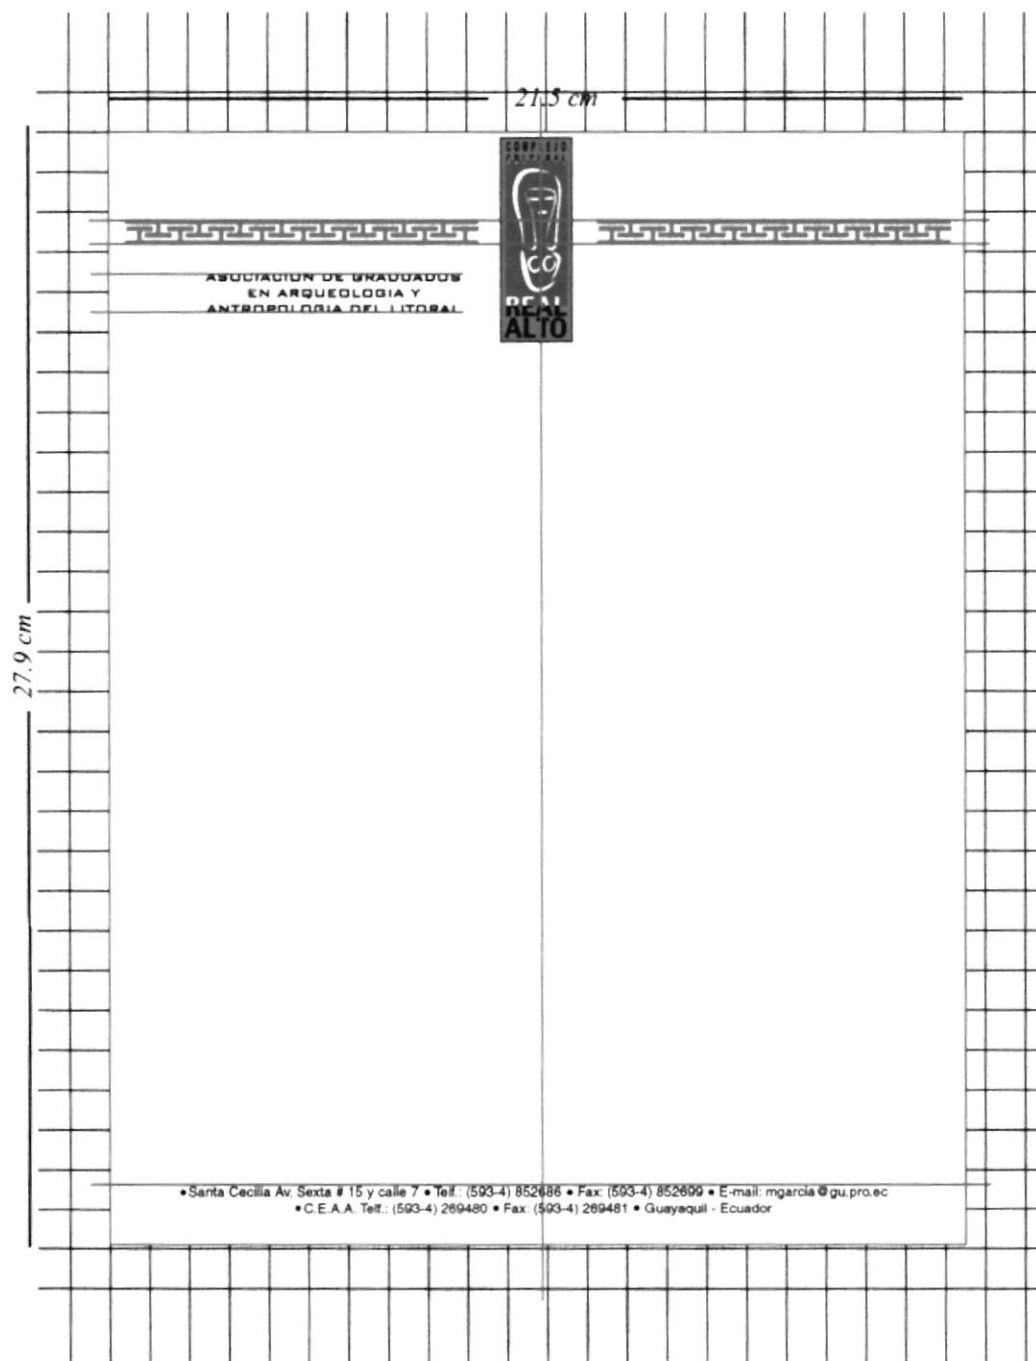 21.5 cm
COMPLEJO
CULTURAL
REAL
ALTO
ASOCIACION DE GRADUADOS
EN ARQUEOLOGIA Y
ANTROPOLOGIA DEL LITORAL
27.9 cm
• Santa Cecilia Av. Sexta # 15 y calle 7 • Telf.: (593-4) 852686 • Fax: (593-4) 852699 • E-mail: mgarcia@gu.pro.ec
• C.E.A.A. Telf.: (593-4) 269480 • Fax: (593-4) 269481 • Guayaquil - Ecuador